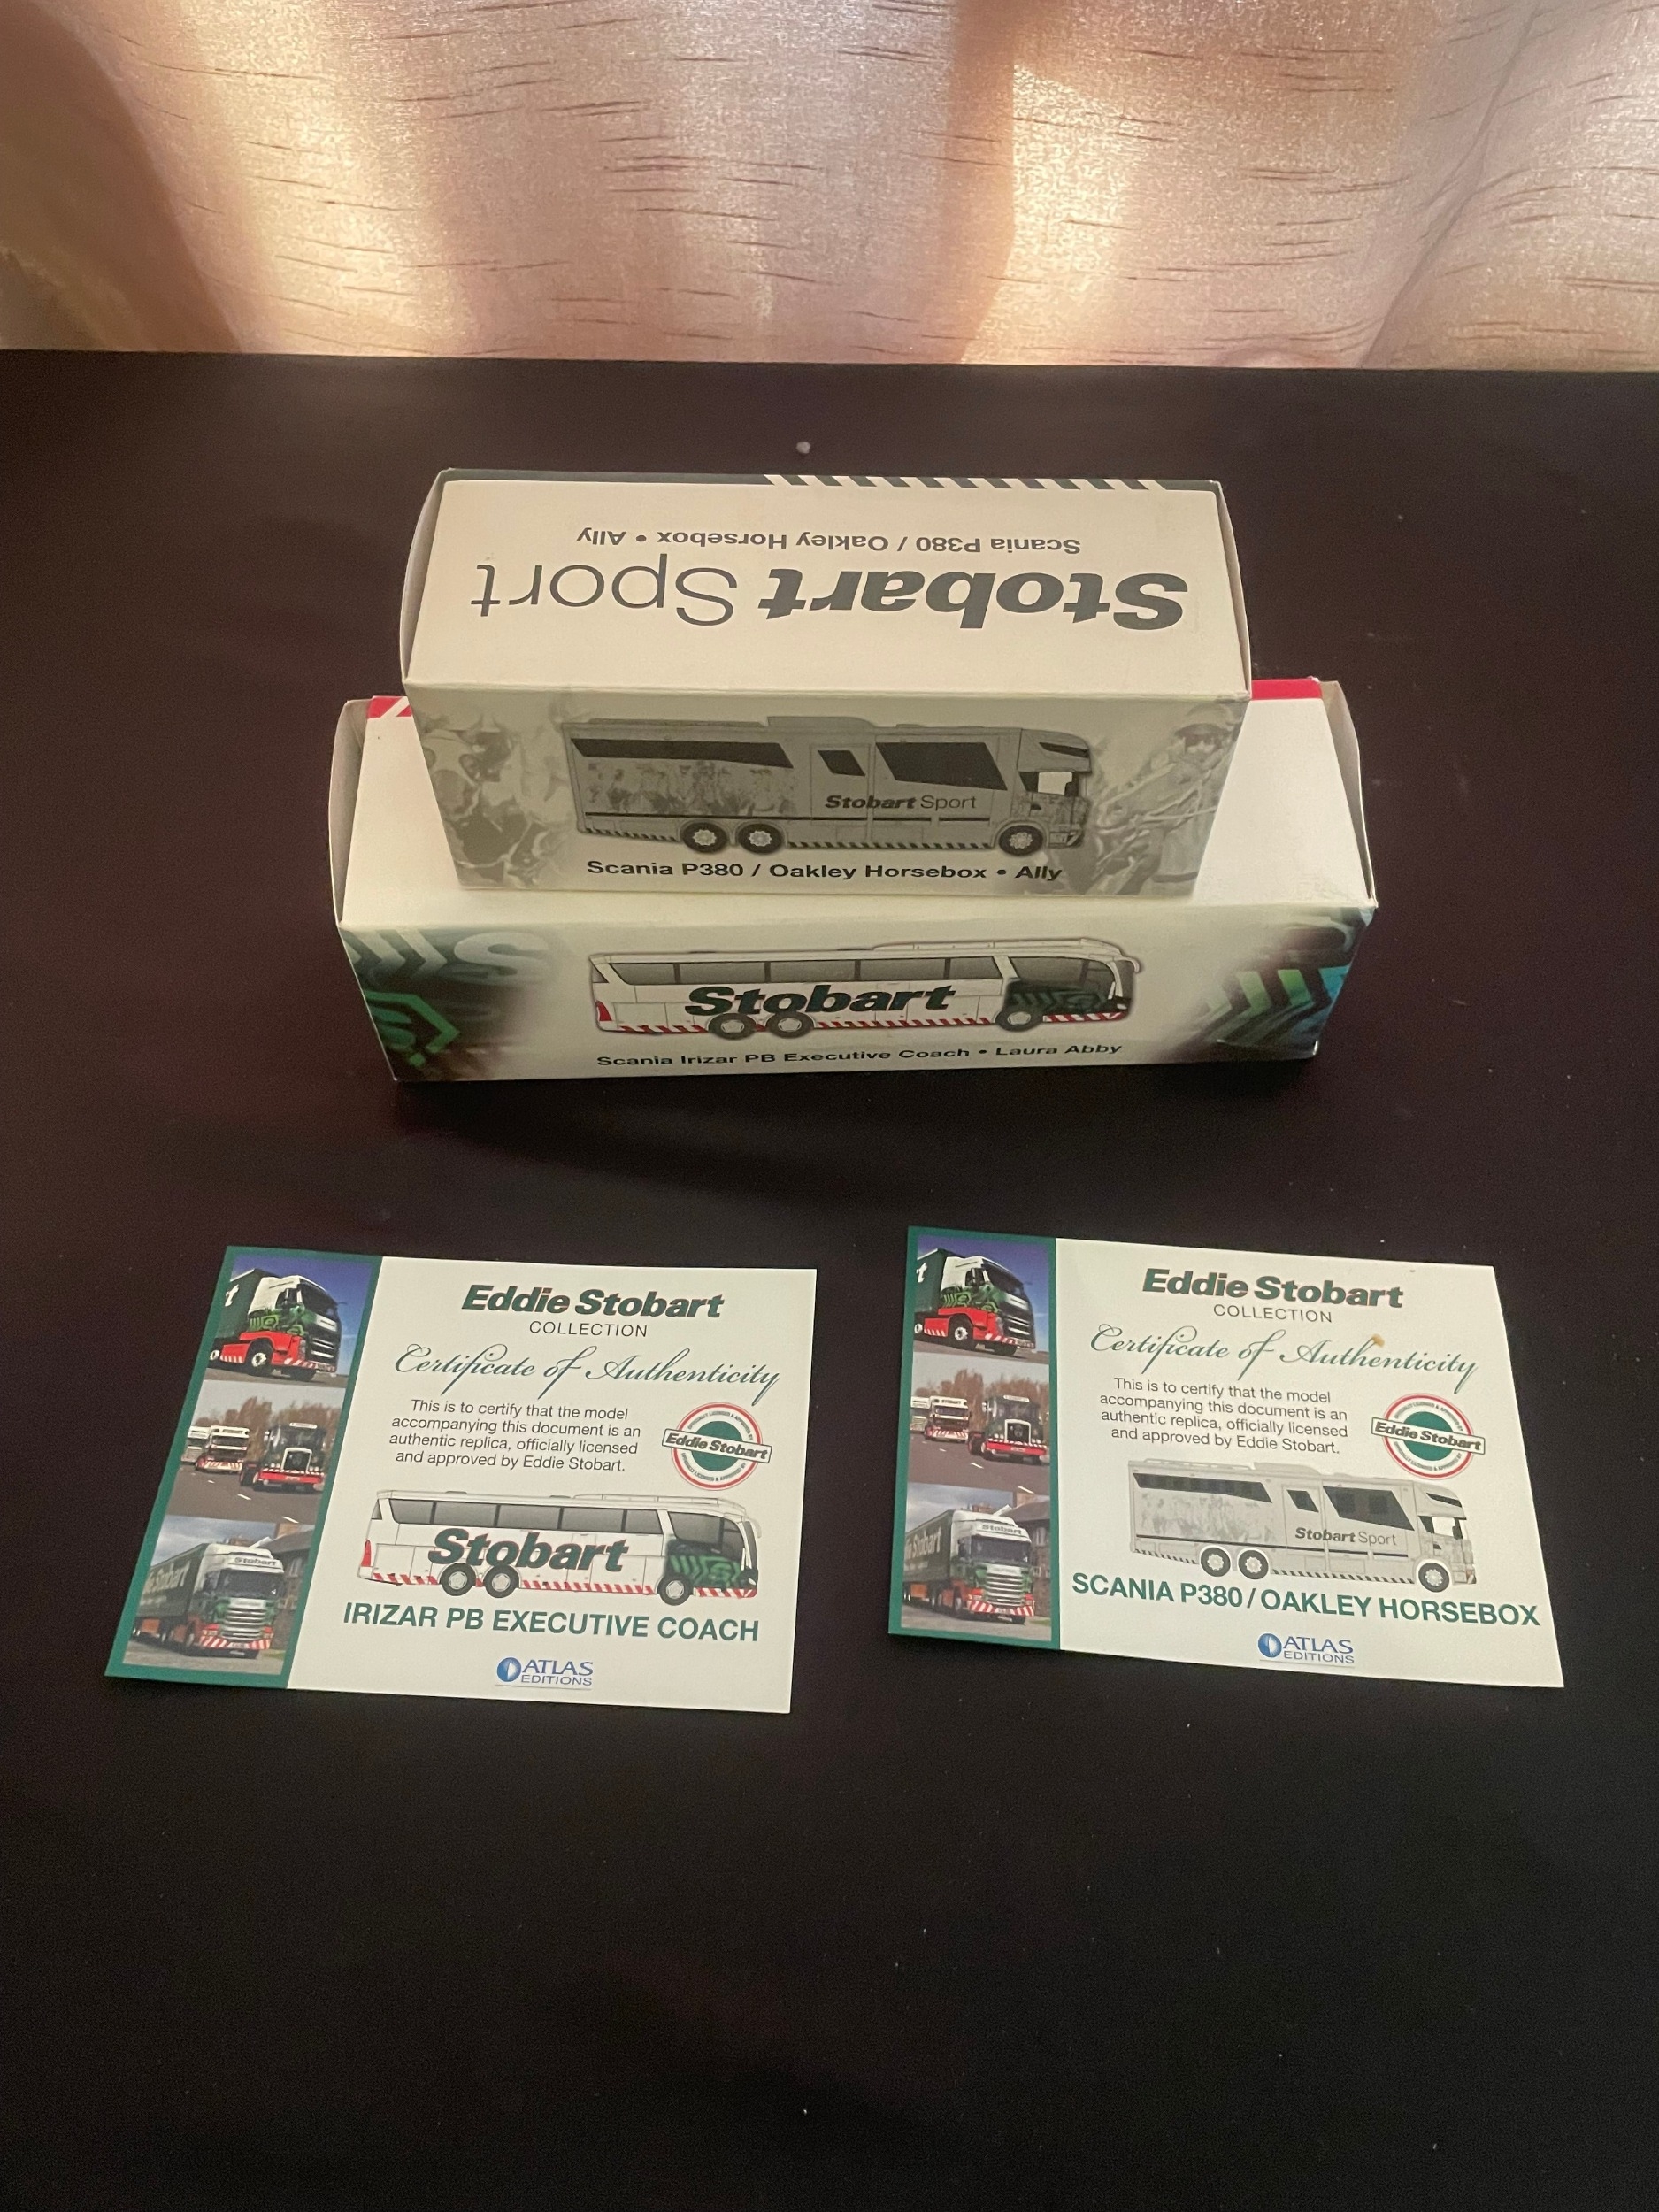 Scania P380 / Oakley Horsebox • Ally
Stobart Sport
Stobart Sport
Scania P380 / Oakley Horsebox • Ally
Stobart
Scania Irizar PB Executive Coach • Laura Abby
Eddie Stobart
COLLECTION
Certificate of Authenticity
This is to certify that the model
accompanying this document is an
authentic replica, officially licensed
and approved by Eddie Stobart.
Eddie Stobart
Stobart
IRIZAR PB EXECUTIVE COACH
ATLAS
EDITIONS
Stobart
Eddie Stobart
COLLECTION
Certificate of Authenticity
This is to certify that the model
accompanying this document is an
authentic replica, officially licensed
and approved by Eddie Stobart.
Eddie Stobart
Stobart Sport
SCANIA P380 / OAKLEY HORSEBOX
ATLAS
EDITIONS
Stobart